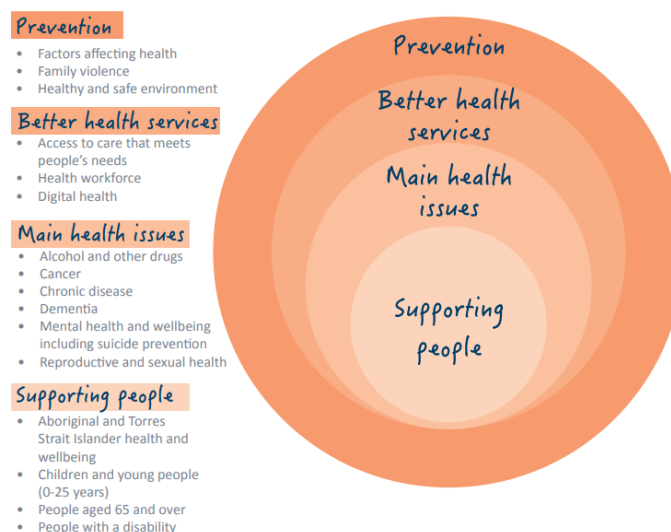 Prevention
• Factors affecting health
• Family violence
• Healthy and safe environment
Better health services
• Access to care that meets
people's needs
• Health workforce
• Digital health
Main health issues
• Alcohol and other drugs
• Cancer
• Chronic disease
• Dementia
• Mental health and wellbeing
including suicide prevention
• Reproductive and sexual health
Supporting people
• Aboriginal and Torres
Strait Islander health and
wellbeing
• Children and young people
(0-25 years)
• People aged 65 and over
• People with a disability
Prevention
Better health
services
Main health
issues
Supporting
people